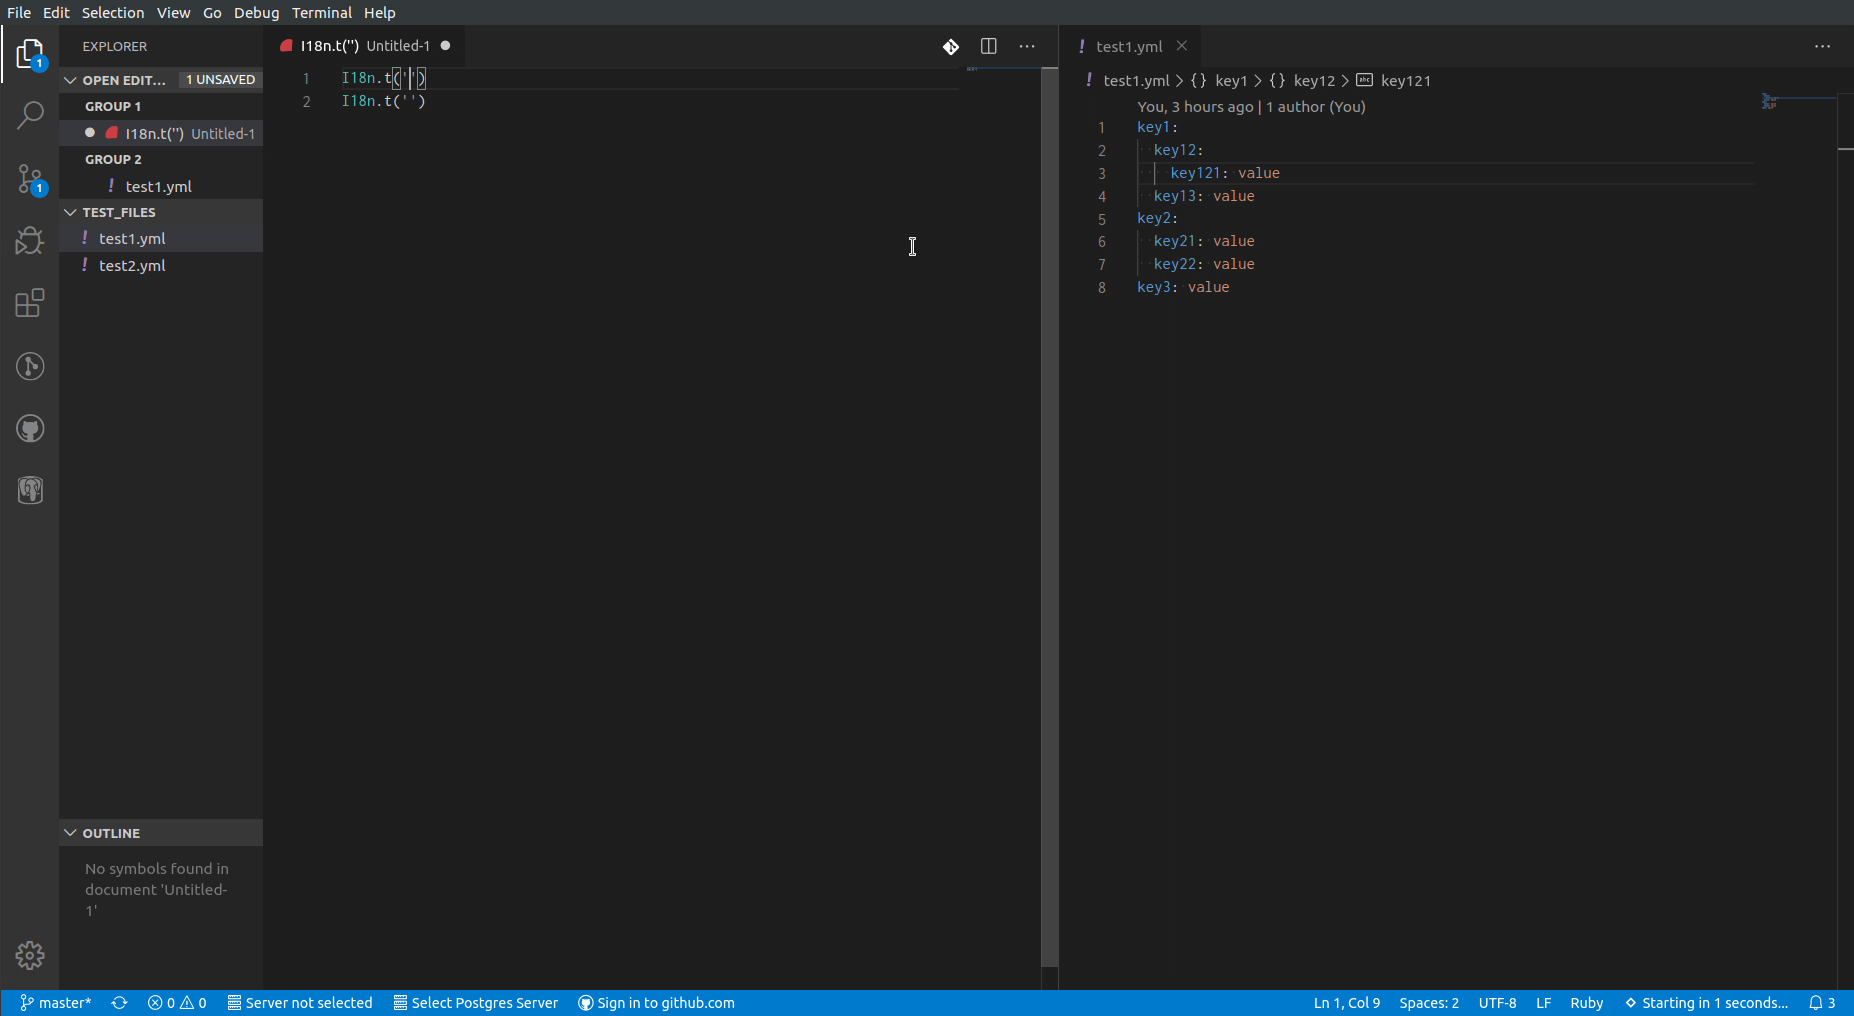 File Edit Selection View Go Debug Terminal Help
EXPLORER
OPEN EDIT... 1 UNSAVED
GROUP 1
I18n.t('') Untitled-1
GROUP 2
! test1.yml
TEST_FILES
! test1.yml
! test2.yml
OUTLINE
No symbols found in
document 'Untitled-
1'
1
1
I18n.t('') Untitled-1
1 I18n.t('')
2 I18n.t('')
! test1.yml
! test1.yml > {} key1 > {} key12 > abc key121
You, 3 hours ago | 1 author (You)
1 key1:
2 key12:
3 key121: value
4 key13: value
5 key2:
6 key21: value
7 key22: value
8 key3: value
master* 0 0 Server not selected Select Postgres Server Sign in to github.com Ln 1, Col 9 Spaces: 2 UTF-8 LF Ruby Starting in 1 seconds... 3